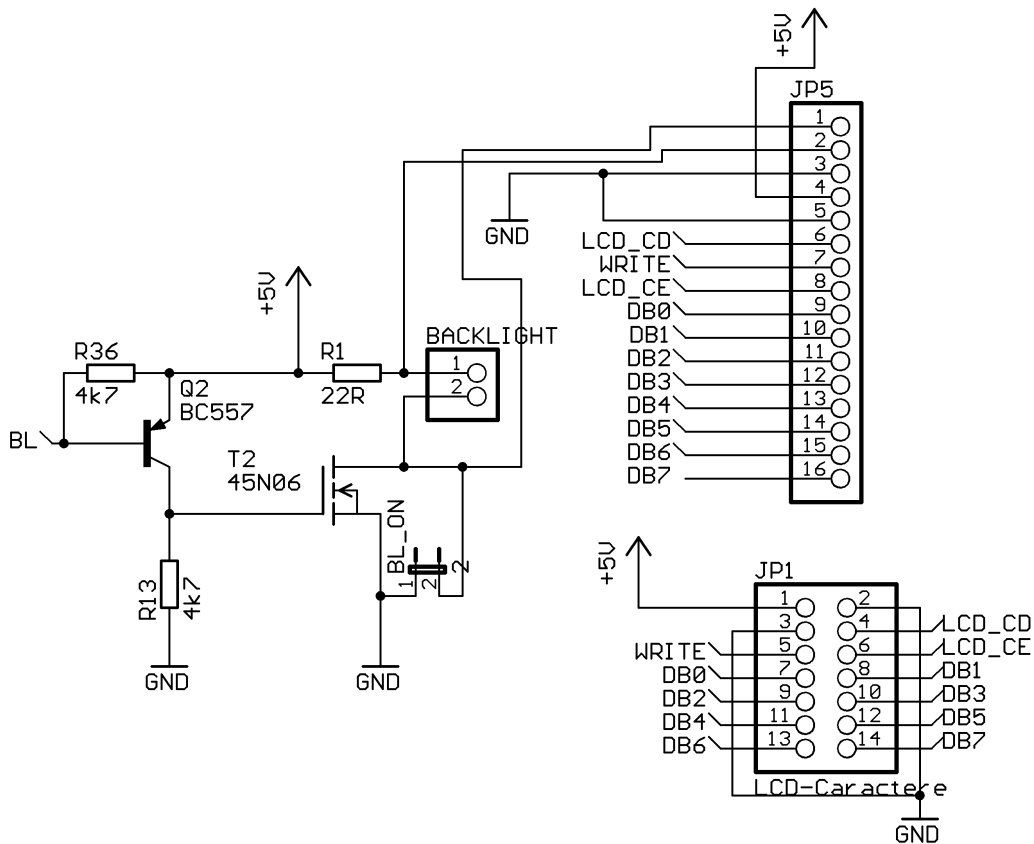 +5V
JP5
1
2
3
4
5
GND
LCD_CD 6
WRITE 7
LCD_CE 8
DB0 9
DB1 10
DB2 11
DB3 12
DB4 13
DB5 14
DB6 15
DB7 16
+5V
R36
4k7
Q2
BC557
R1
22R
BACKLIGHT
1
2
BL
T2
45N06
BL_ON
1
2
2
R13
4k7
GND
GND
+5V
JP1
1 2
3 4 LCD_CD
WRITE 5 6 LCD_CE
DB0 7 8 DB1
DB2 9 10 DB3
DB4 11 12 DB5
DB6 13 14 DB7
LCD-Caractere
GND